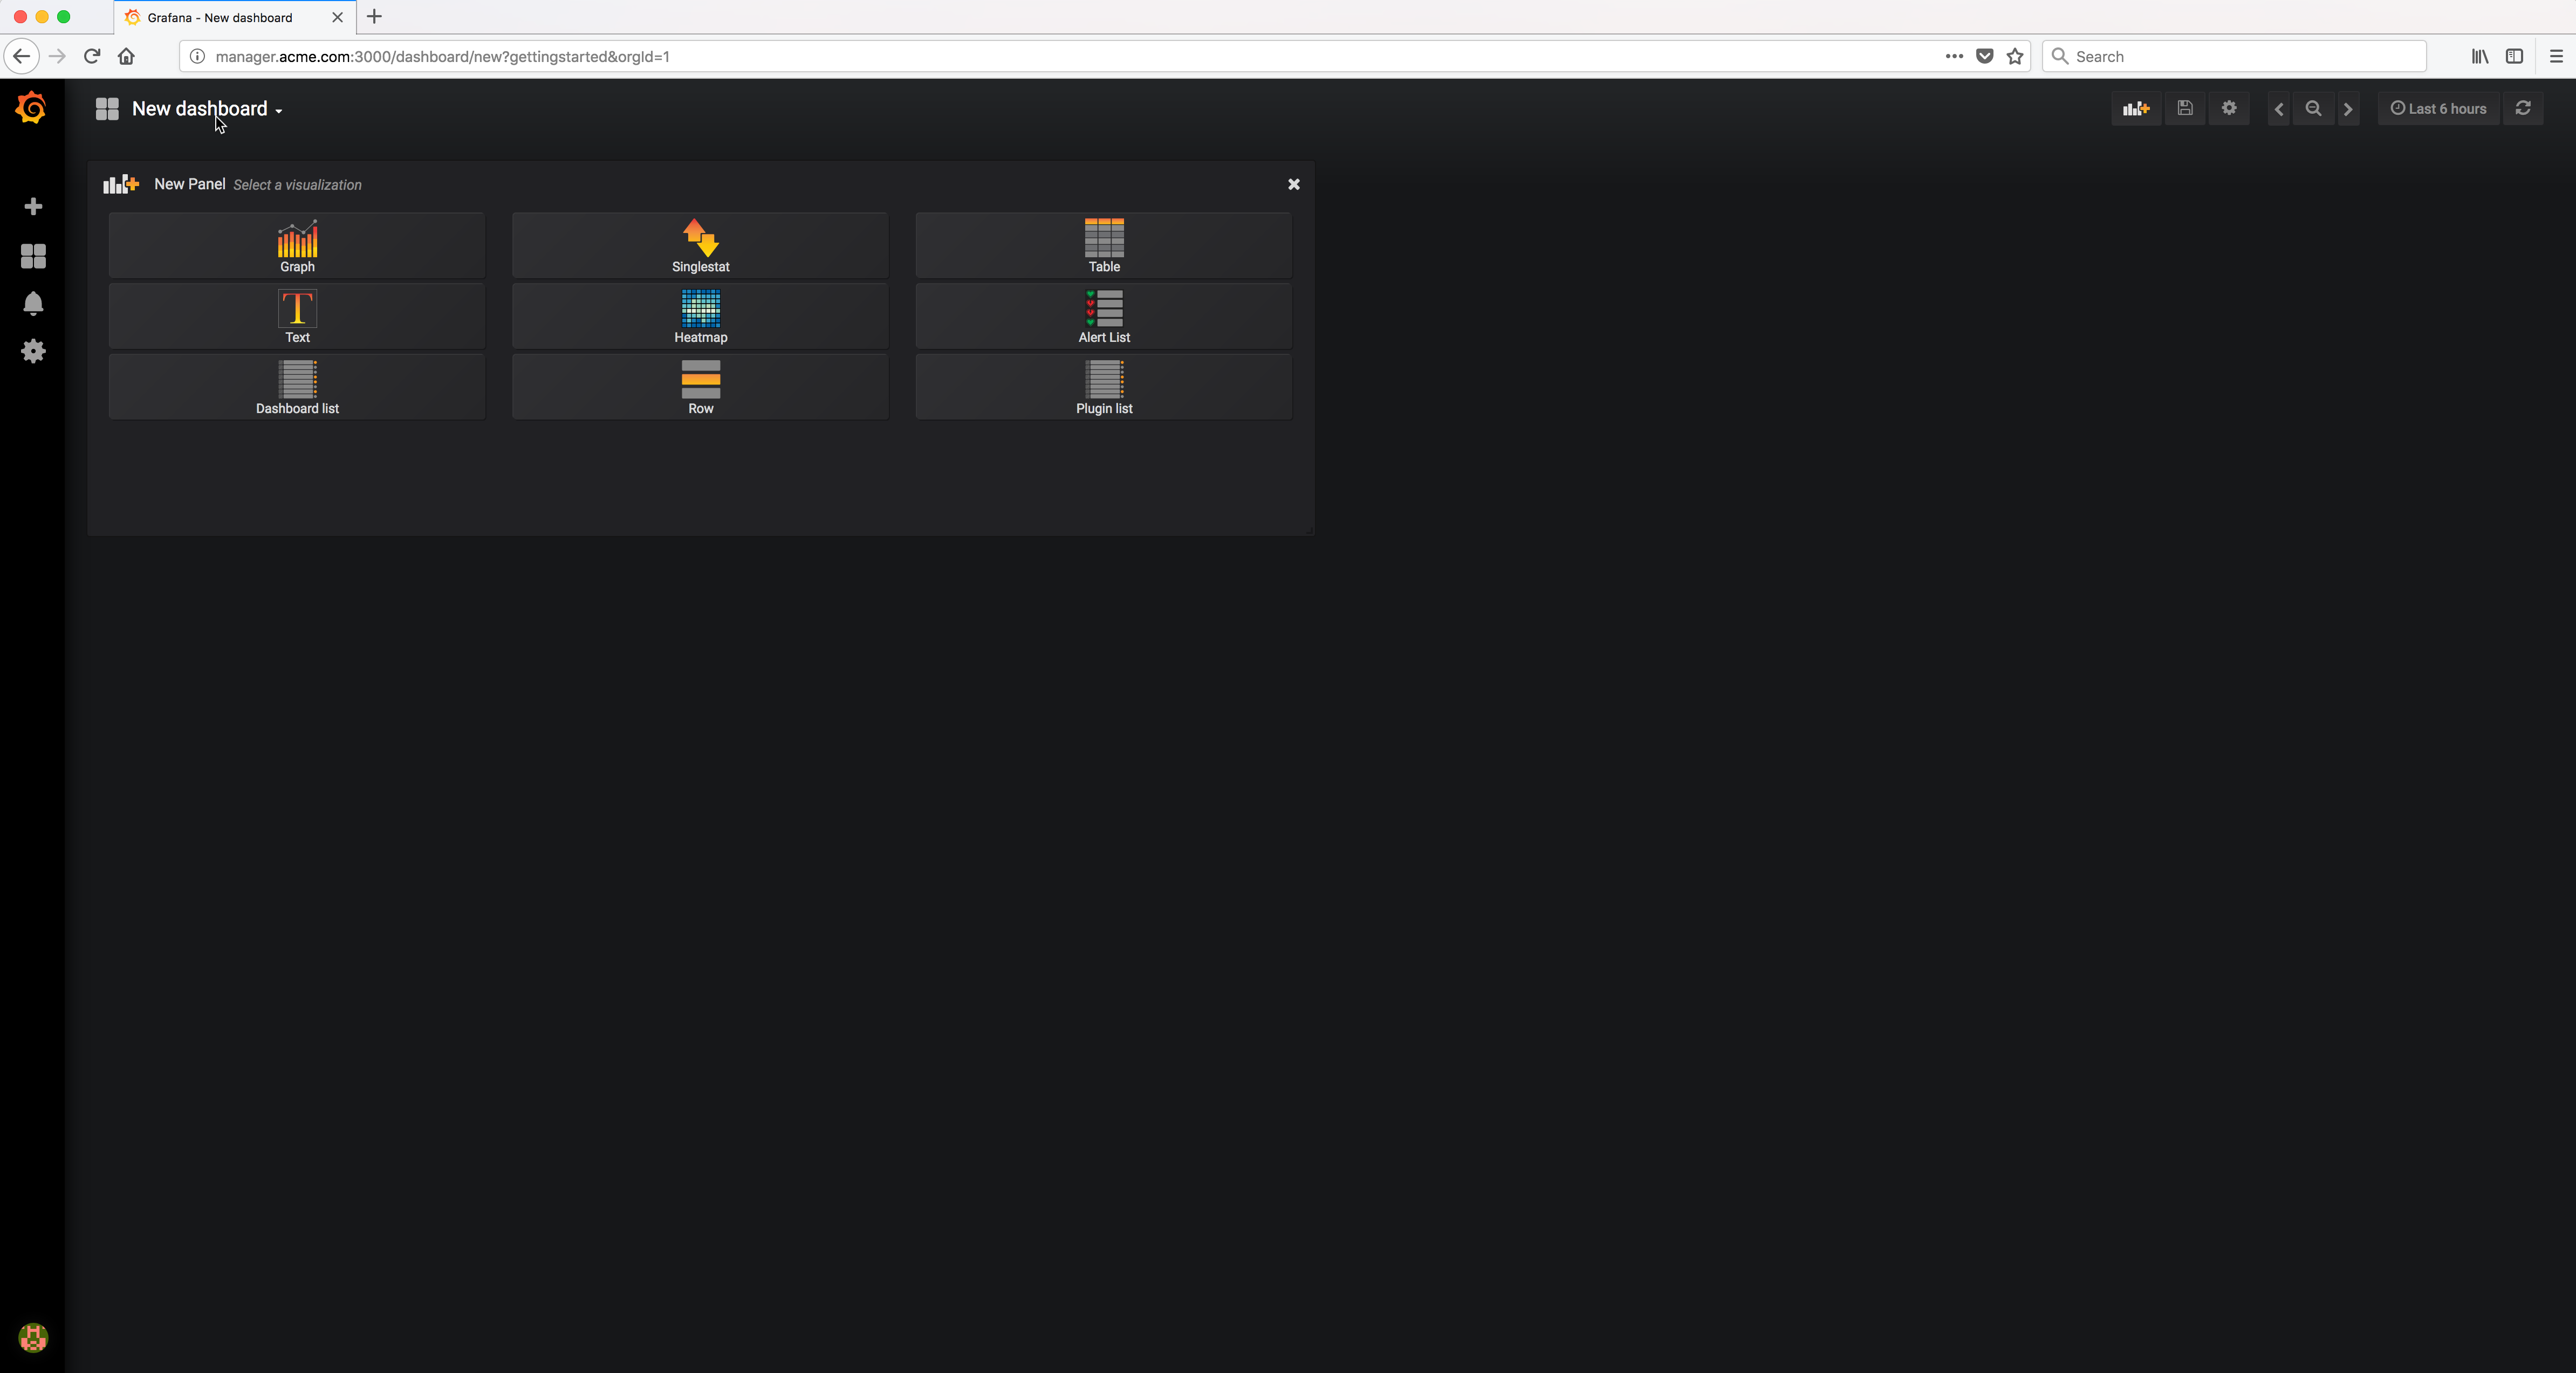 Grafana - New dashboard
manager.acme.com:3000/dashboard/new?gettingstarted&orgId=1
Search
New dashboard
Last 6 hours
New Panel Select a visualization
Graph
Singlestat
Table
Text
Heatmap
Alert List
Dashboard list
Row
Plugin list